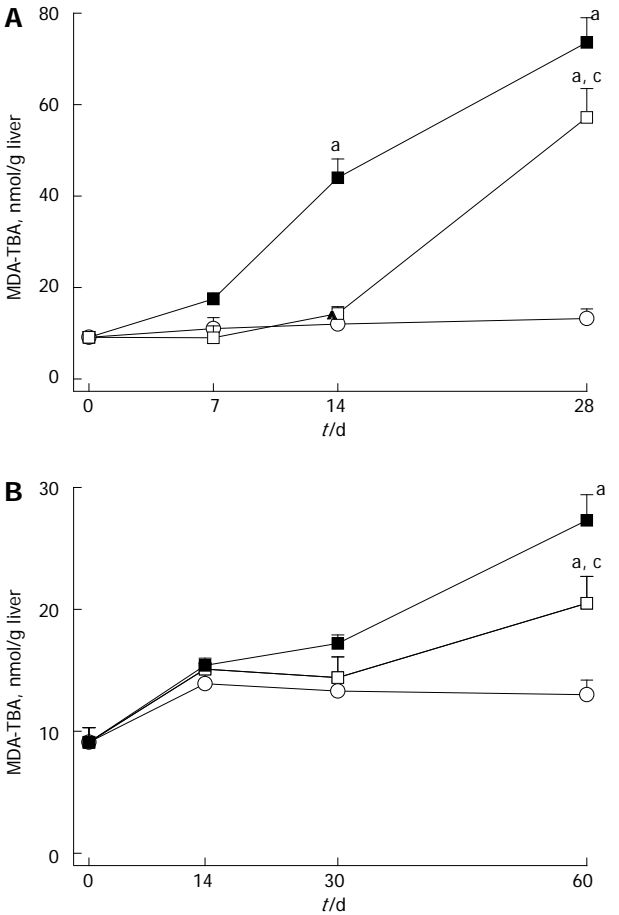 A
80
60
40
20
0
MDA-TBA, nmol/g liver
a
a
a, c
0 7 14 28
t/d
B
30
20
10
0
MDA-TBA, nmol/g liver
a
a, c
0 14 30 60
t/d